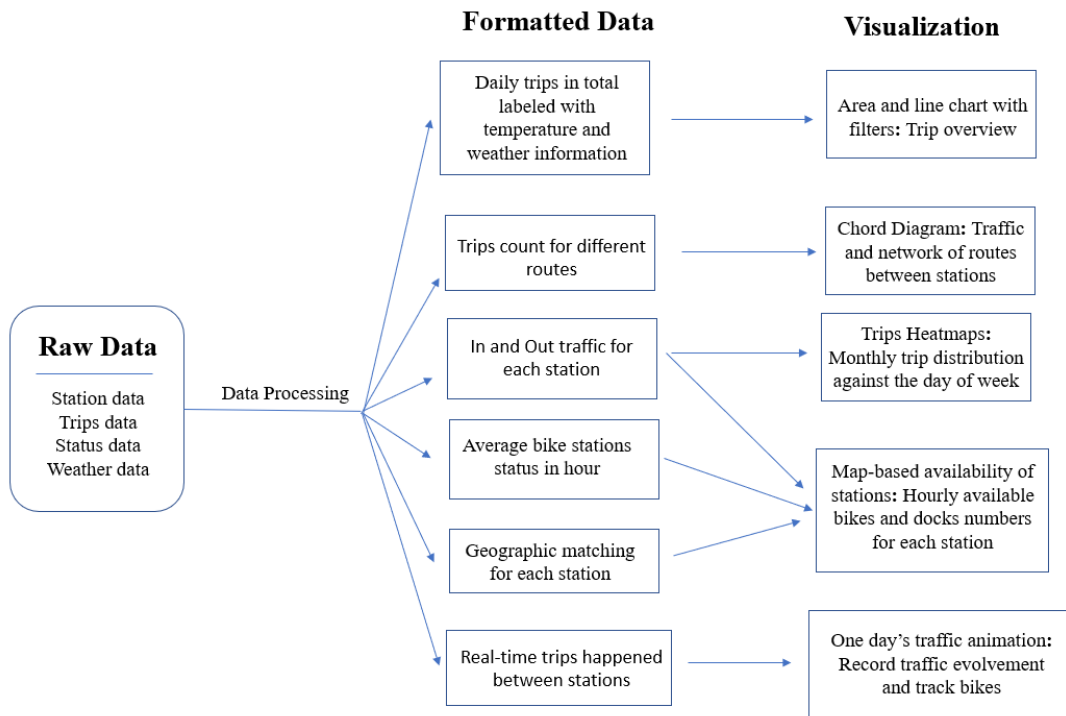 Formatted Data
Visualization
Daily trips in total
labeled with
temperature and
weather information
Area and line chart with
filters: Trip overview
Trips count for different
routes
Chord Diagram: Traffic
and network of routes
between stations
Raw Data
Station data
Trips data
Status data
Weather data
Data Processing
In and Out traffic for
each station
Trips Heatmaps:
Monthly trip distribution
against the day of week
Average bike stations
status in hour
Map-based availability of
stations: Hourly available
bikes and docks numbers
for each station
Geographic matching
for each station
Real-time trips happened
between stations
One day’s traffic animation:
Record traffic evolvement
and track bikes